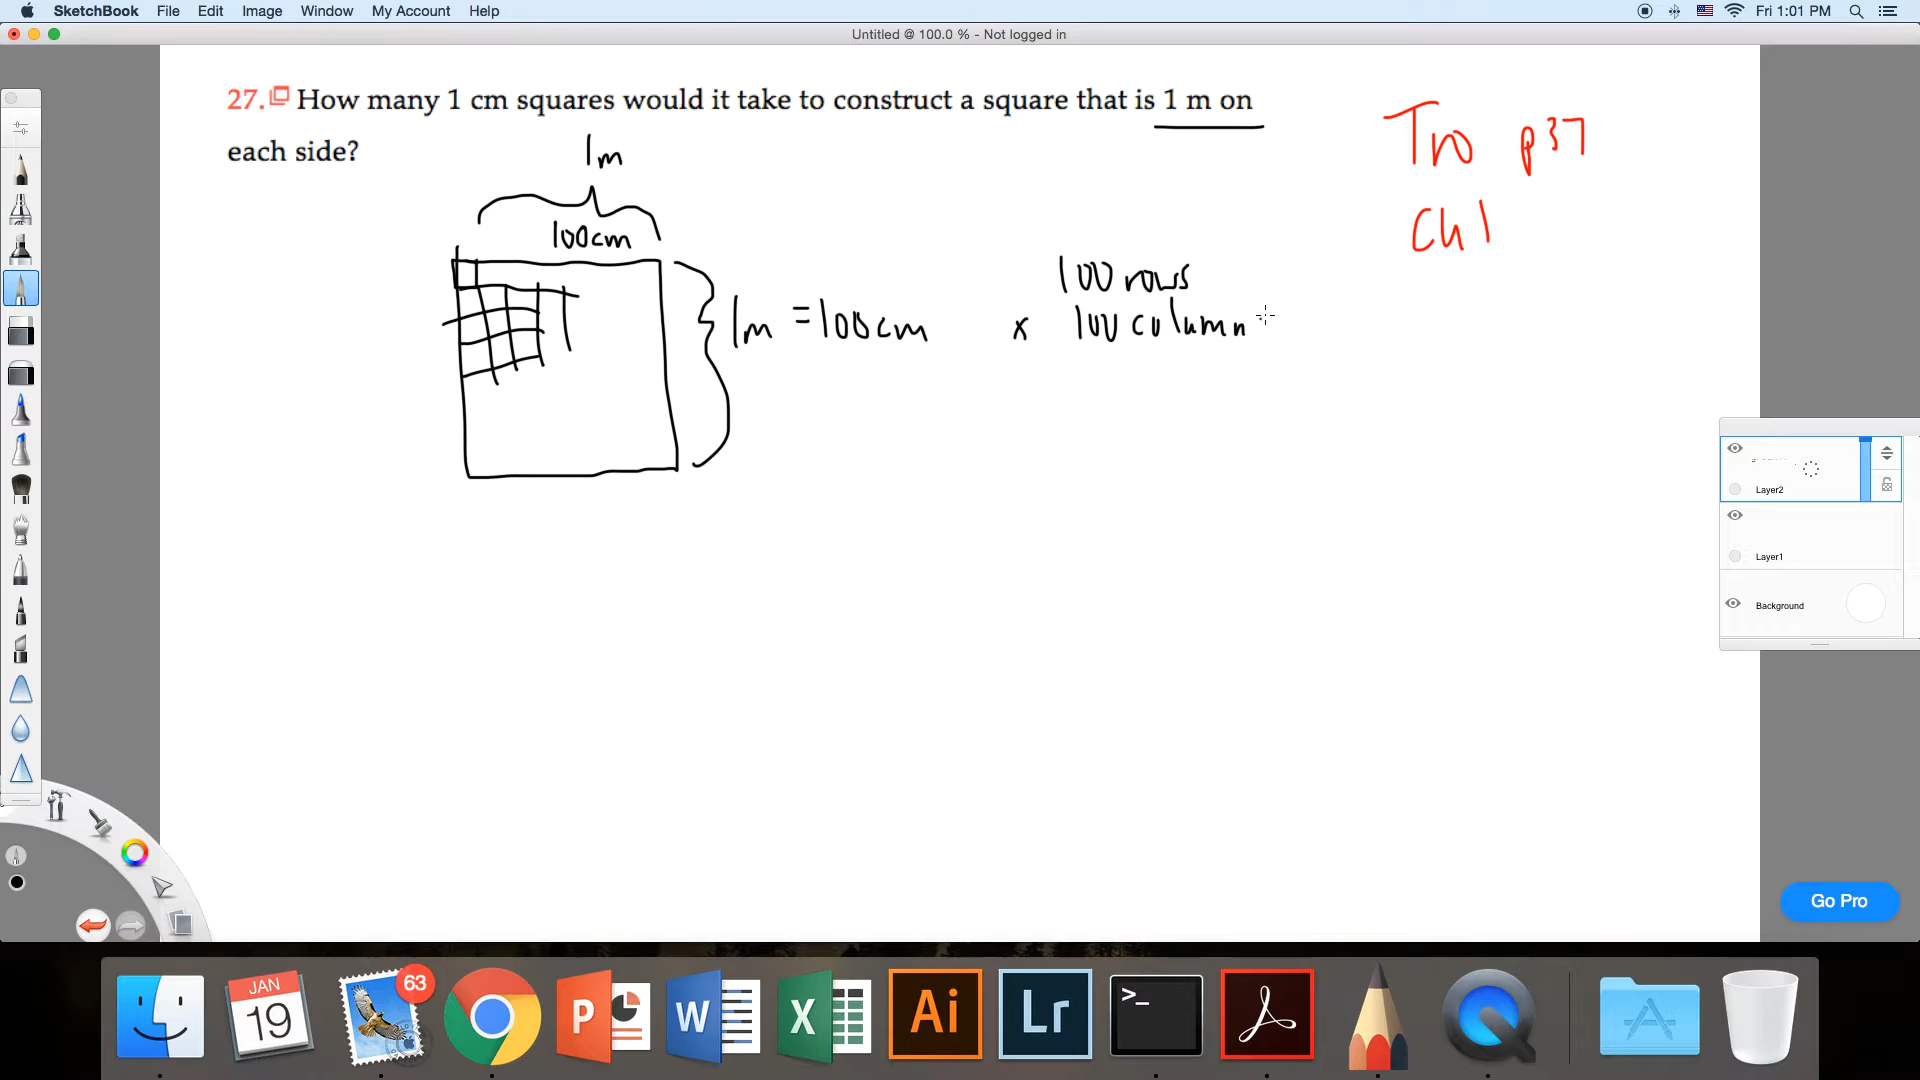 SketchBook File Edit Image Window My Account Help Fri 1:01 PM
Untitled @ 100.0 % - Not logged in
27. How many 1 cm squares would it take to construct a square that is 1 m on
each side?
Tro p37
Ch 1
1m
100cm
1m = 100cm
100 rows
x 100 column
Layer2
Layer1
Background
Go Pro
JAN
19
63
P
W
X
Ai
Lr
>_